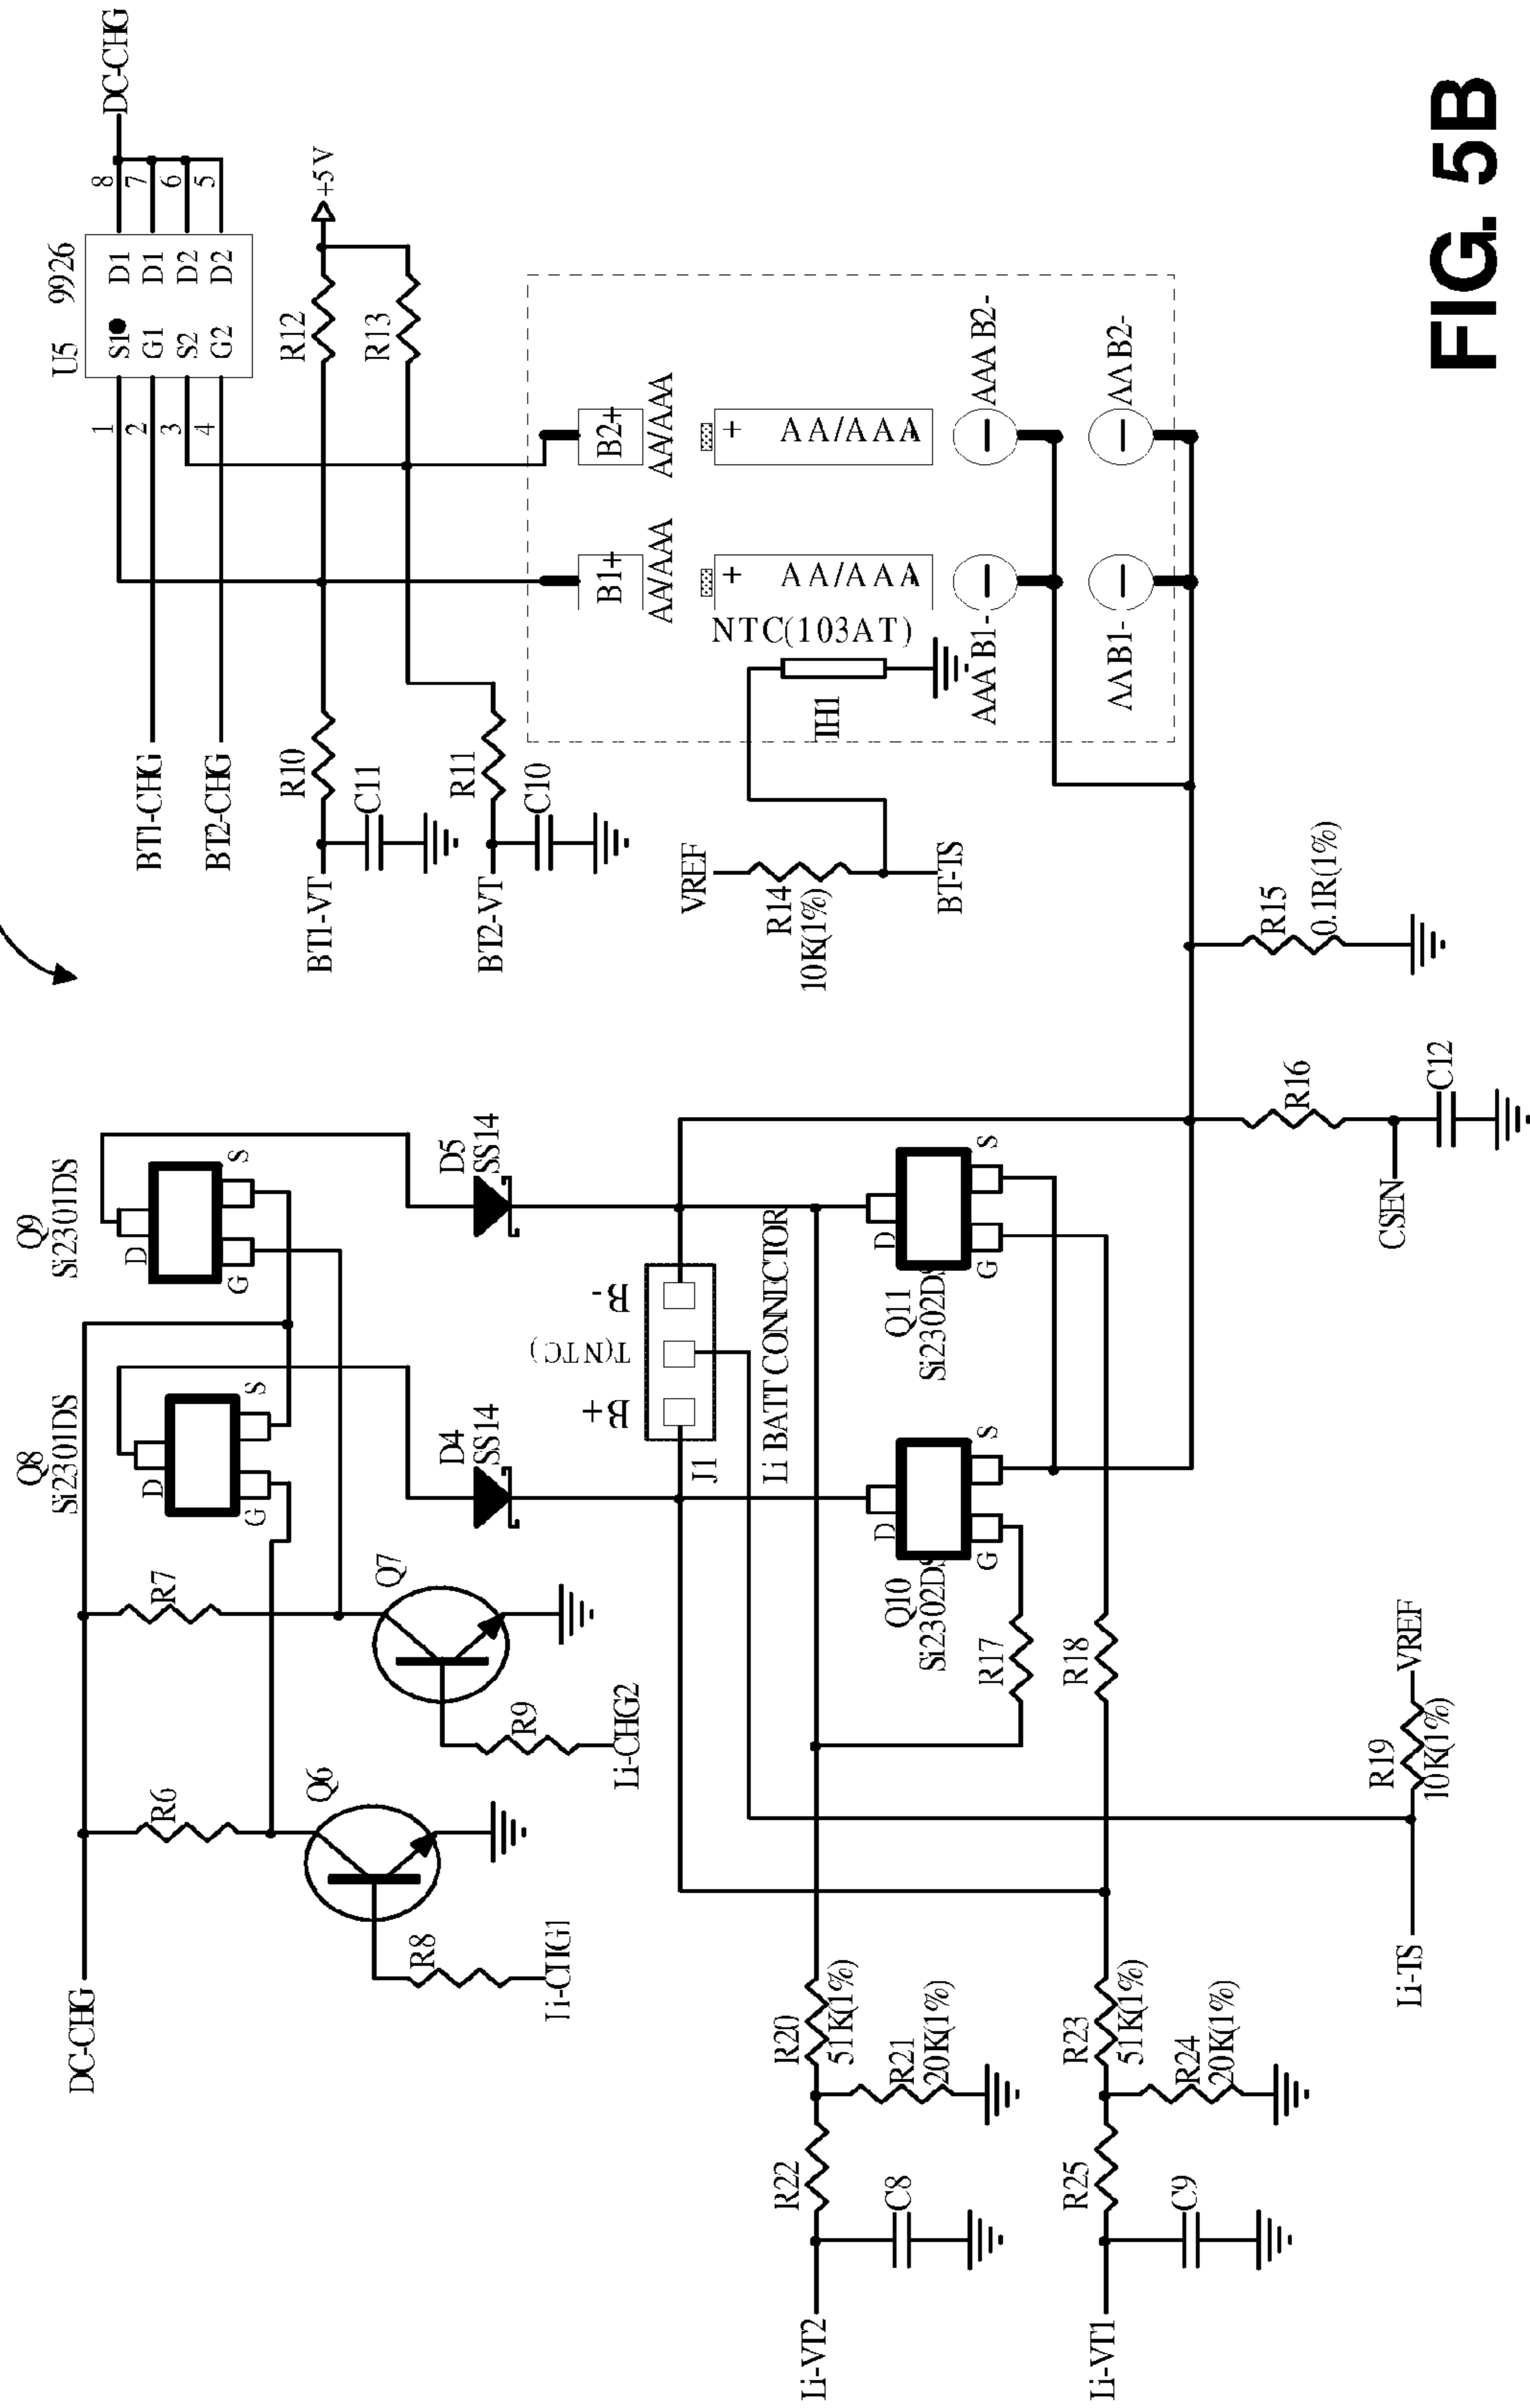 DC-CHG
Q8
Si2301DS
Q9
Si2301DS
U5 9926
DC-CHG
R6
R7
D
G
S
D
G
S
1
2
3
4
S1
G1
S2
G2
D1
D1
D2
D2
8
7
6
5
BT1-CHG
BT2-CHG
Q6
Q7
R8
R9
Li-CHG1
Li-CHG2
D4
SS14
D5
SS14
BT1-VT
R10
C11
R12
+5V
BT2-VT
R11
C10
R13
B+
T(NTC)
B-
J1
Li BATT CONNECTOR
B1+
AA/AAA
B2+
AA/AAA
+
AA/AAA
+
AA/AAA
NTC(103AT)
TH1
VREF
R14
10K(1%)
BT-TS
AAA B1-
AAA B2-
AA B1-
AA B2-
Q10
Si2302DS
D
G
S
Q11
Si2302DS
D
G
S
R17
R18
Li-VT2
R22
C8
R20
51K(1%)
R21
20K(1%)
Li-VT1
R25
C9
R23
51K(1%)
R24
20K(1%)
Li-TS
R19
10K(1%)
VREF
CSEN
R16
C12
R15
0.1R(1%)
FIG. 5B